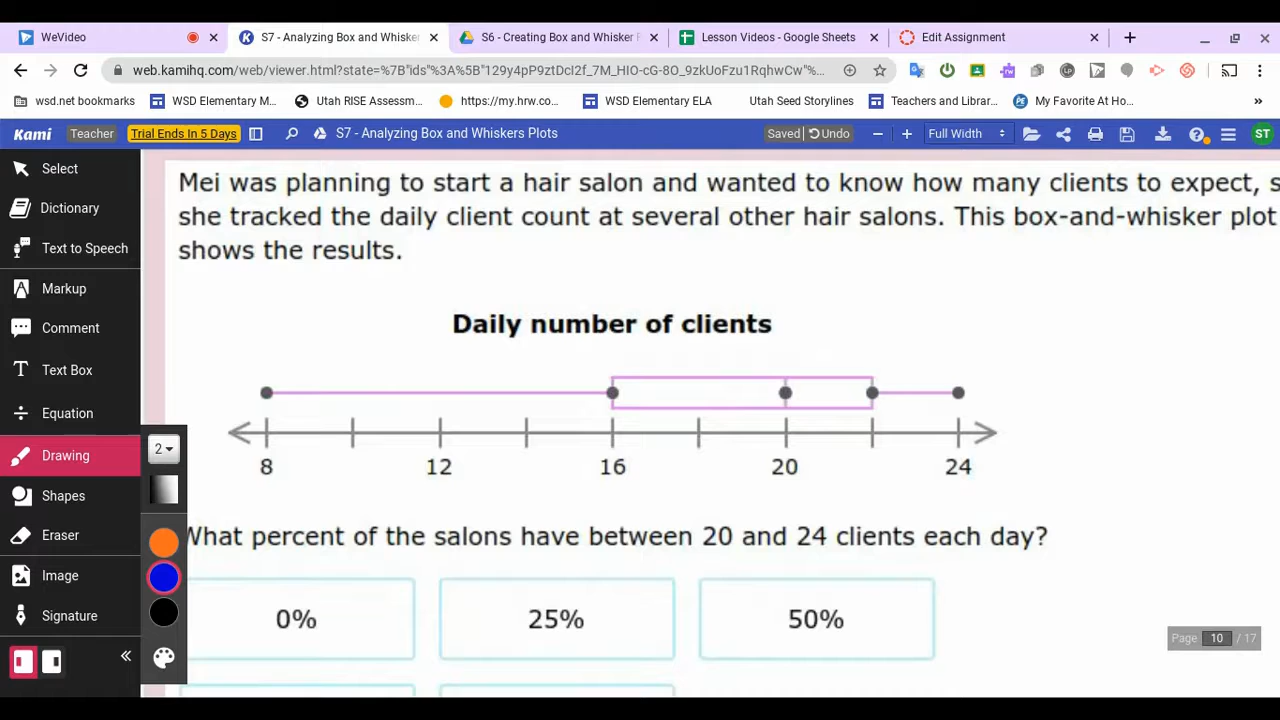 WeVideo
S7 - Analyzing Box and Whisker
S6 - Creating Box and Whisker
Lesson Videos - Google Sheets
Edit Assignment
web.kamihq.com/web/viewer.html?state=%7B"ids"%3A%5B"129y4pP9ztDcI2f_7M_HIO-cG-8O_9zkUoFzu1RqhwCw"%...
wsd.net bookmarks
WSD Elementary M...
Utah RISE Assessm...
https://my.hrw.co...
WSD Elementary ELA
Utah Seed Storylines
Teachers and Librar...
My Favorite At Ho...
»
Kami
Teacher
Trial Ends In 5 Days
S7 - Analyzing Box and Whiskers Plots
Saved
Undo
Full Width
ST
Select
Dictionary
Text to Speech
Markup
Comment
Text Box
Equation
Drawing
Shapes
Eraser
Image
Signature
2
Mei was planning to start a hair salon and wanted to know how many clients to expect, s
she tracked the daily client count at several other hair salons. This box-and-whisker plot
shows the results.
Daily number of clients
8 12 16 20 24
What percent of the salons have between 20 and 24 clients each day?
0%
25%
50%
Page 10 / 17